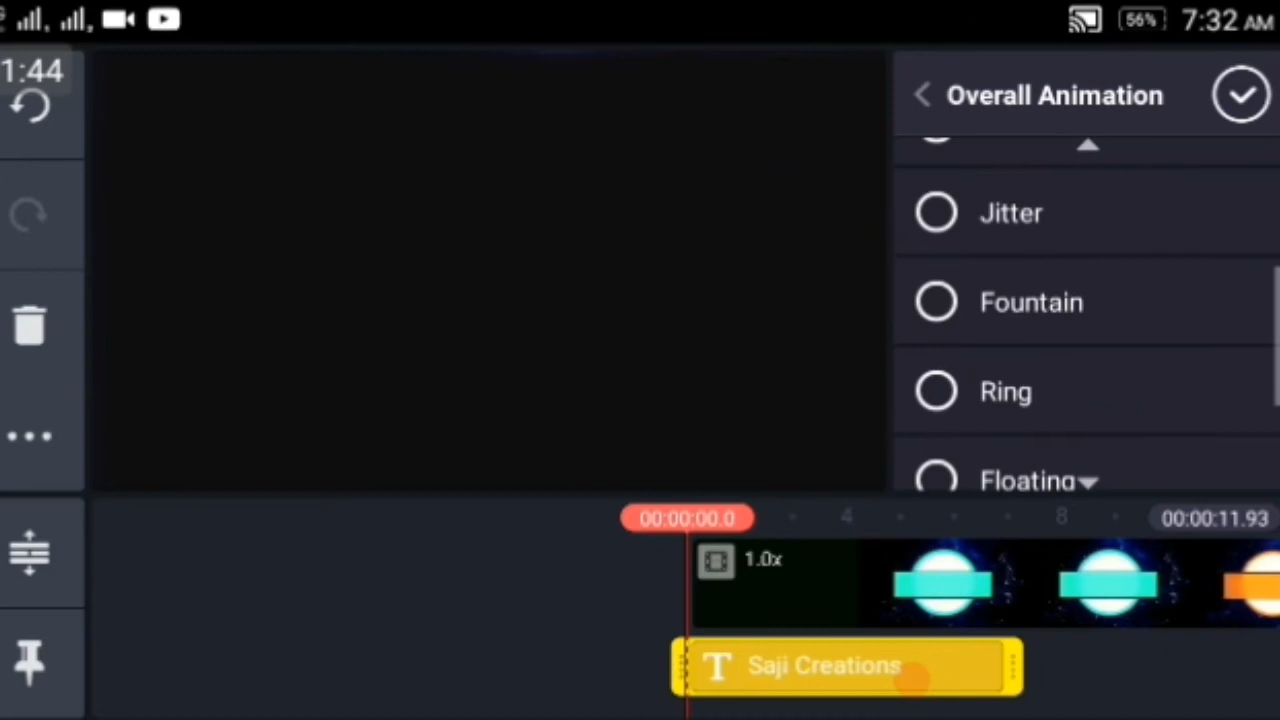 56%
7:32 AM
1:44
Overall Animation
Jitter
Fountain
Ring
Floating
00:00:00.0
4
8
00:00:11.93
1.0x
T Saji Creations